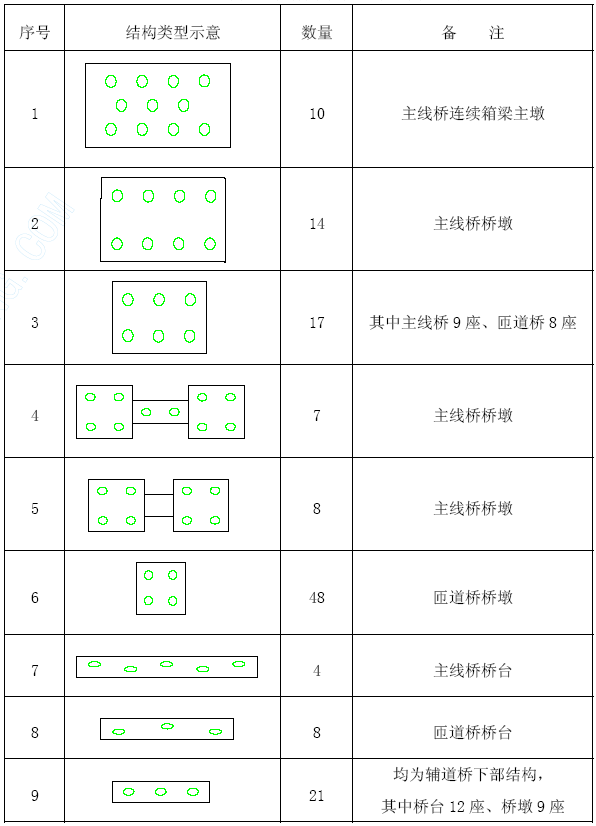 序号 结构类型示意 数量 备 注
1 10 主线桥连续箱梁主墩
2 14 主线桥桥墩
3 17 其中主线桥9座、匝道桥8座
4 7 主线桥桥墩
5 8 主线桥桥墩
6 48 匝道桥桥墩
7 4 主线桥桥台
8 8 匝道桥桥台
9 21 均为辅道桥下部结构，
其中桥台12座、桥墩9座